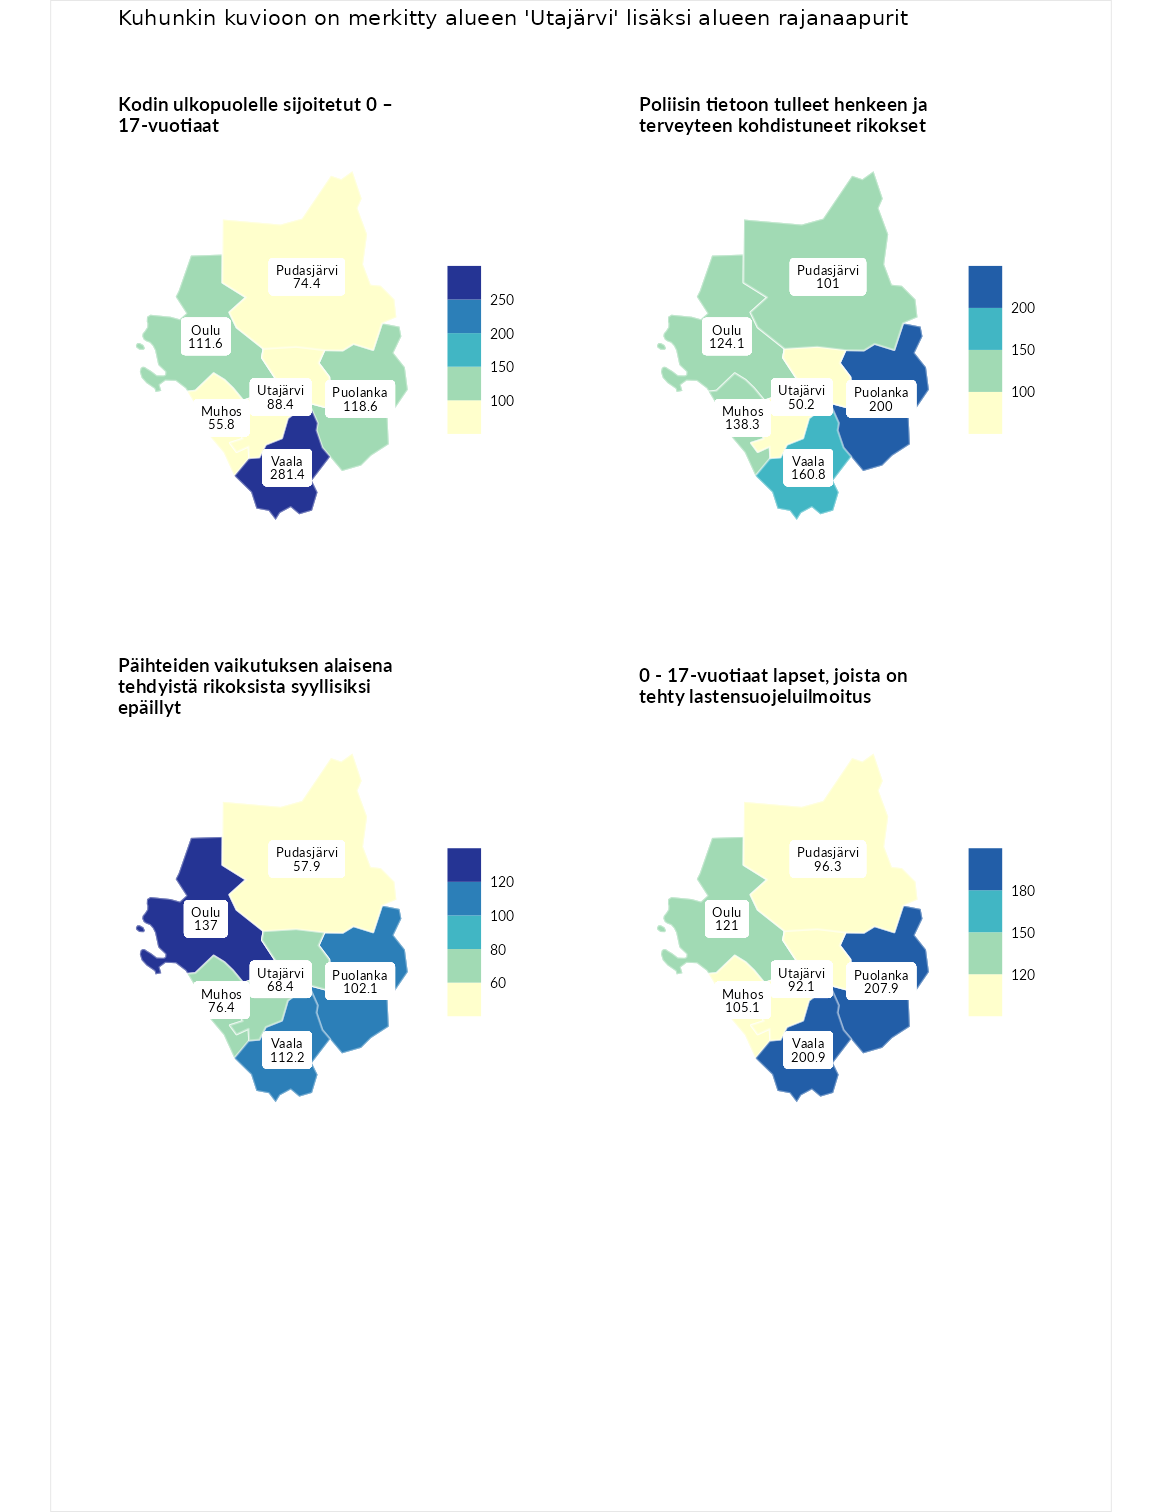 Kuhunkin kuvioon on merkitty alueen 'Utajärvi' lisäksi alueen rajanaapurit
Kodin ulkopuolelle sijoitetut 0 –
17-vuotiaat
Pudasjärvi
74.4
Oulu
111.6
Utajärvi
88.4
Puolanka
118.6
Muhos
55.8
Vaala
281.4
250
200
150
100
Poliisin tietoon tulleet henkeen ja
terveyteen kohdistuneet rikokset
Pudasjärvi
101
Oulu
124.1
Utajärvi
50.2
Puolanka
200
Muhos
138.3
Vaala
160.8
200
150
100
Päihteiden vaikutuksen alaisena
tehdyistä rikoksista syyllisiksi
epäillyt
Pudasjärvi
57.9
Oulu
137
Utajärvi
68.4
Puolanka
102.1
Muhos
76.4
Vaala
112.2
120
100
80
60
0 - 17-vuotiaat lapset, joista on
tehty lastensuojeluilmoitus
Pudasjärvi
96.3
Oulu
121
Utajärvi
92.1
Puolanka
207.9
Muhos
105.1
Vaala
200.9
180
150
120